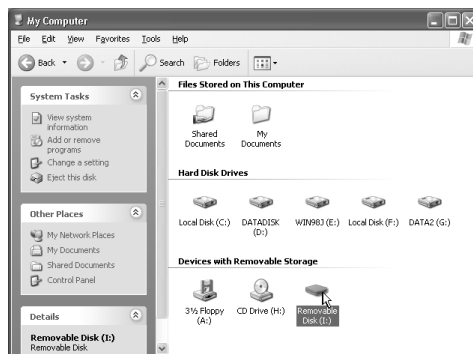 My Computer
File Edit View Favorites Tools Help
Back Search Folders
System Tasks
View system
information
Add or remove
programs
Change a setting
Eject this disk
Other Places
My Network Places
My Documents
Shared Documents
Control Panel
Details
Removable Disk (I:)
Removable Disk
Files Stored on This Computer
Shared
Documents
My
Documents
Hard Disk Drives
Local Disk (C:) DATADISK
(D:) WIN98J (E:) Local Disk (F:) DATA2 (G:)
Devices with Removable Storage
3½ Floppy
(A:)
CD Drive (H:)
Removable
Disk (I:)